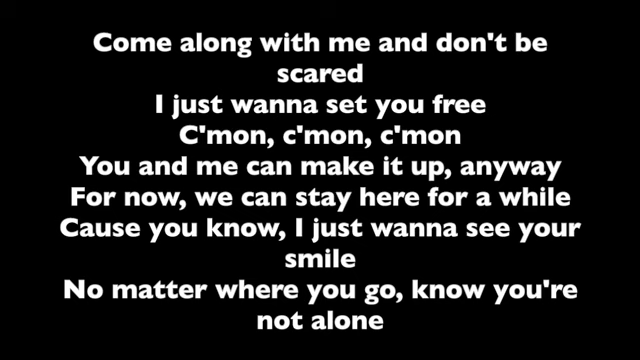 Come along with me and don't be
scared
I just wanna set you free
C'mon, c'mon, c'mon
You and me can make it up, anyway
For now, we can stay here for a while
Cause you know, I just wanna see your
smile
No matter where you go, know you're
not alone